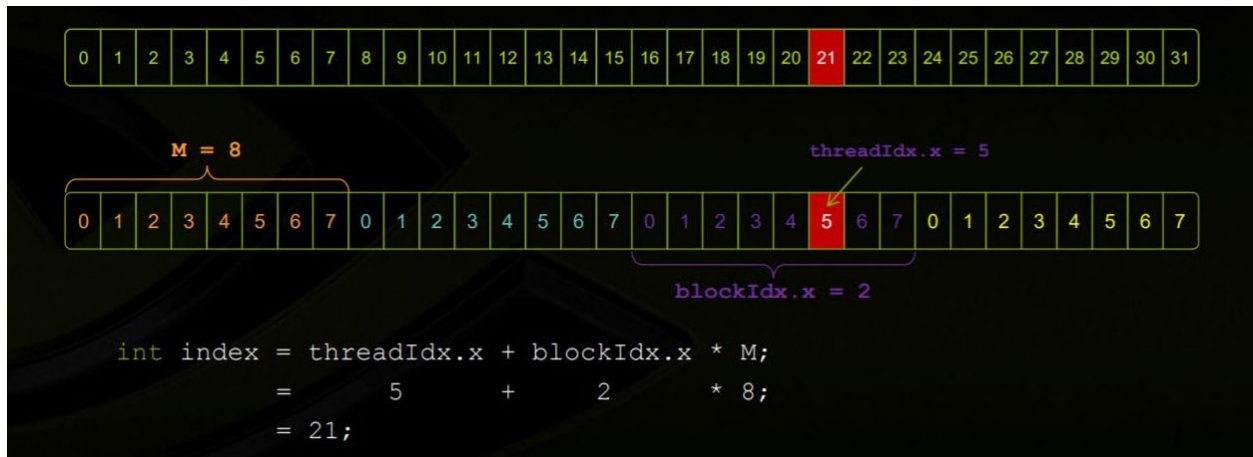 0 1 2 3 4 5 6 7 8 9 10 11 12 13 14 15 16 17 18 19 20 21 22 23 24 25 26 27 28 29 30 31
M = 8
threadIdx.x = 5
0 1 2 3 4 5 6 7 0 1 2 3 4 5 6 7 0 1 2 3 4 5 6 7 0 1 2 3 4 5 6 7
blockIdx.x = 2
int index = threadIdx.x + blockIdx.x * M;
= 5 + 2 * 8;
= 21;